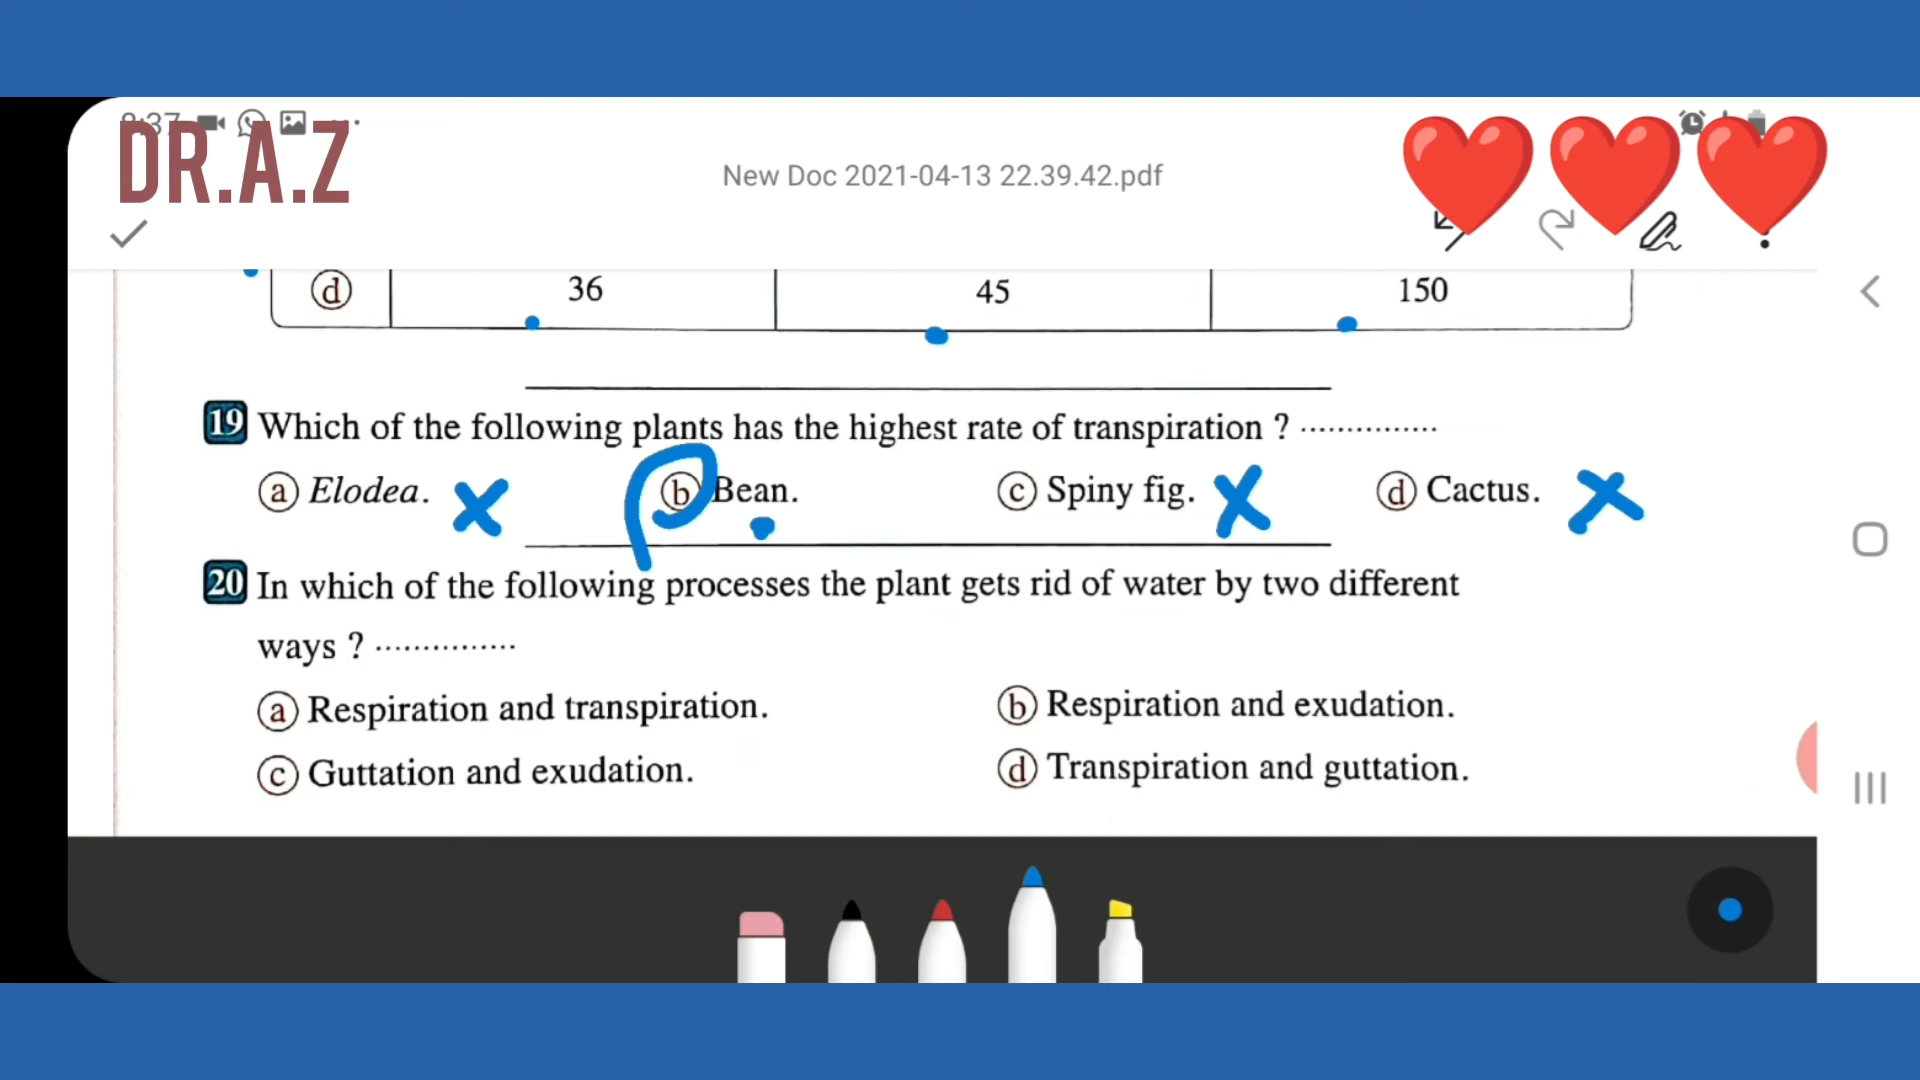 DR.A.Z
New Doc 2021-04-13 22.39.42.pdf
d 36 45 150
19 Which of the following plants has the highest rate of transpiration ? ...............
a Elodea. b Bean. c Spiny fig. d Cactus.
20 In which of the following processes the plant gets rid of water by two different
ways ? ...............
a Respiration and transpiration. b Respiration and exudation.
c Guttation and exudation. d Transpiration and guttation.